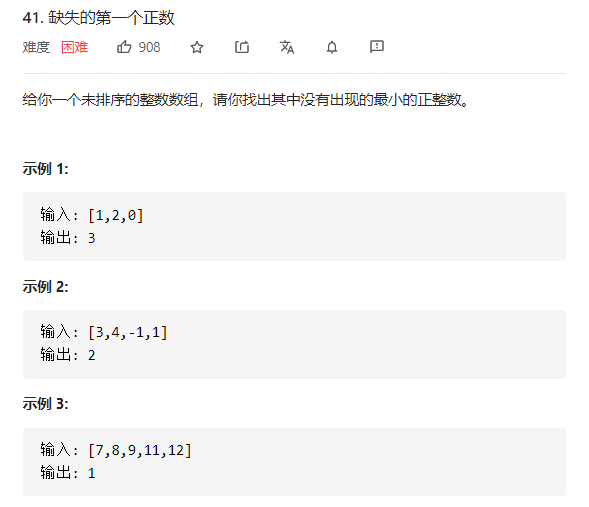 41. 缺失的第一个正数
难度 困难 908
给你一个未排序的整数数组，请你找出其中没有出现的最小的正整数。
示例 1:
输入: [1,2,0]
输出: 3
示例 2:
输入: [3,4,-1,1]
输出: 2
示例 3:
输入: [7,8,9,11,12]
输出: 1